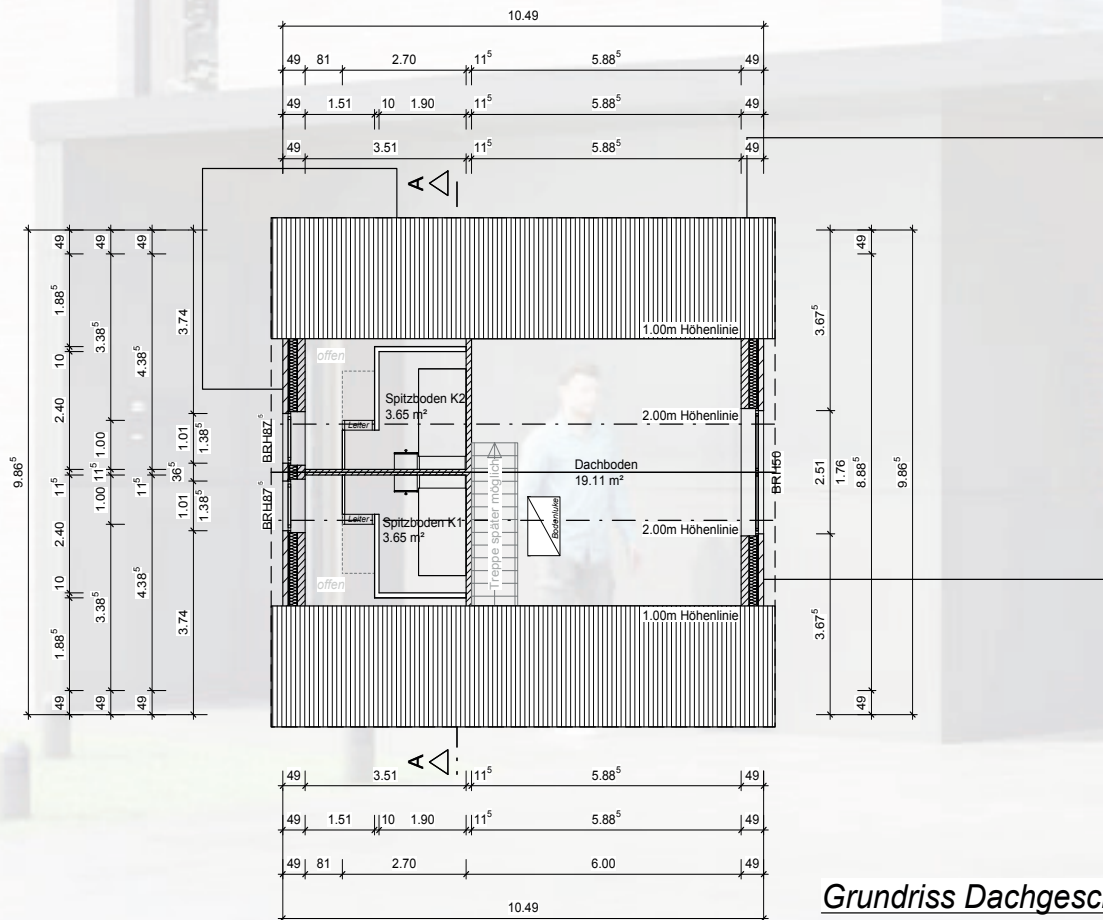 10.49
49 81 2.70 11⁵ 5.88⁵ 49
49 1.51 10 1.90 11⁵ 5.88⁵ 49
49 3.51 11⁵ 5.88⁵ 49
A
9.86⁵
49 1.88⁵ 10 2.40 11⁵ 2.40 10 1.88⁵ 49
49 3.38⁵ 1.00 11⁵ 1.00 3.38⁵ 49
49 4.38⁵ 11⁵ 4.38⁵ 49
3.74 1.01 36⁵ 1.01 3.74
1.38⁵ 1.38⁵
BRH87⁵
BRH87⁵
1.00m Höhenlinie
offen
Spitzboden K2
3.65 m²
Leiter
2.00m Höhenlinie
Dachboden
19.11 m²
BRH50
Treppe später möglich
Bodenluke
Leiter
Spitzboden K1
3.65 m²
2.00m Höhenlinie
offen
1.00m Höhenlinie
3.67⁵ 2.51 3.67⁵
1.76
49 8.88⁵ 49
9.86⁵
A
49 3.51 11⁵ 5.88⁵ 49
49 1.51 10 1.90 11⁵ 5.88⁵ 49
49 81 2.70 6.00 49
10.49
Grundriss Dachgesc